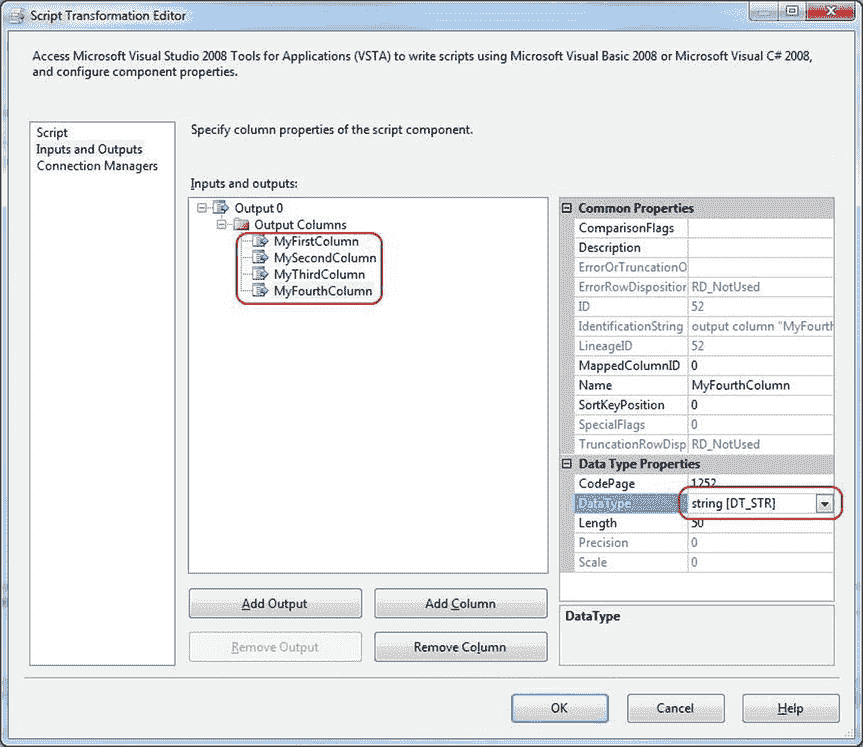 Script Transformation Editor
Access Microsoft Visual Studio 2008 Tools for Applications (VSTA) to write scripts using Microsoft Visual Basic 2008 or Microsoft Visual C# 2008,
and configure component properties.
Script
Inputs and Outputs
Connection Managers
Specify column properties of the script component.
Inputs and outputs:
Output 0
Output Columns
MyFirstColumn
MySecondColumn
MyThirdColumn
MyFourthColumn
Add Output
Add Column
Remove Output
Remove Column
Common Properties
ComparisonFlags
Description
ErrorOrTruncationO
ErrorRowDisposition RD_NotUsed
ID 52
IdentificationString output column "MyFourth
LineageID 52
MappedColumnID 0
Name MyFourthColumn
SortKeyPosition 0
SpecialFlags 0
TruncationRowDisp RD_NotUsed
Data Type Properties
CodePage 1252
DataType string [DT_STR]
Length 50
Precision 0
Scale 0
DataType
OK
Cancel
Help